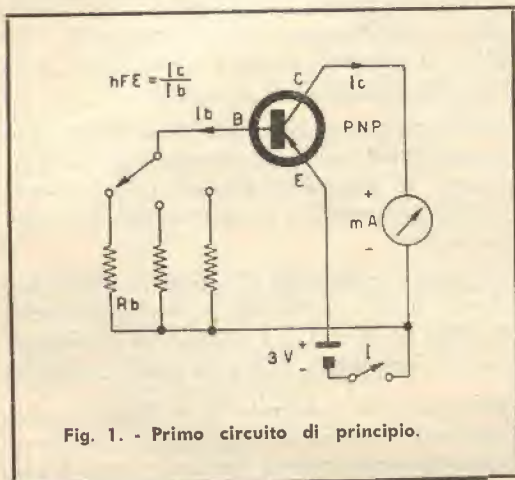 hFE = Ic
Ib
C
Ic
Ib
B
PNP
E
+
mA
-
Rb
3 V
+
-
I
Fig. 1. - Primo circuito di principio.